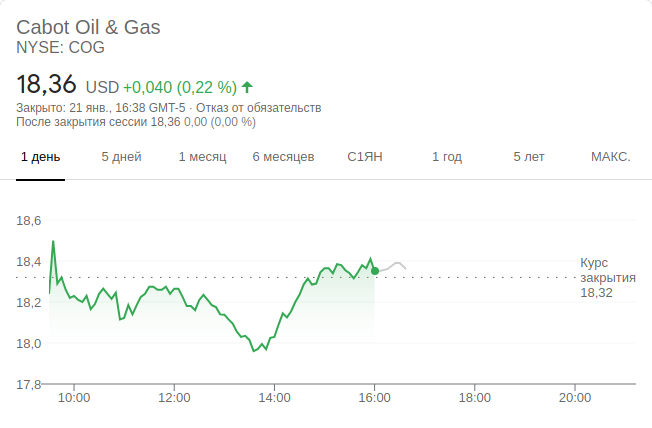 Cabot Oil & Gas
NYSE: COG
18,36 USD +0,040 (0,22 %)
Закрыто: 21 янв., 16:38 GMT-5 · Отказ от обязательств
После закрытия сессии 18,36 0,00 (0,00 %)
1 день 5 дней 1 месяц 6 месяцев С1ЯН 1 год 5 лет МАКС.
18,6
18,4
18,2
18,0
17,8
Курс
закрытия
18,32
10:00 12:00 14:00 16:00 18:00 20:00